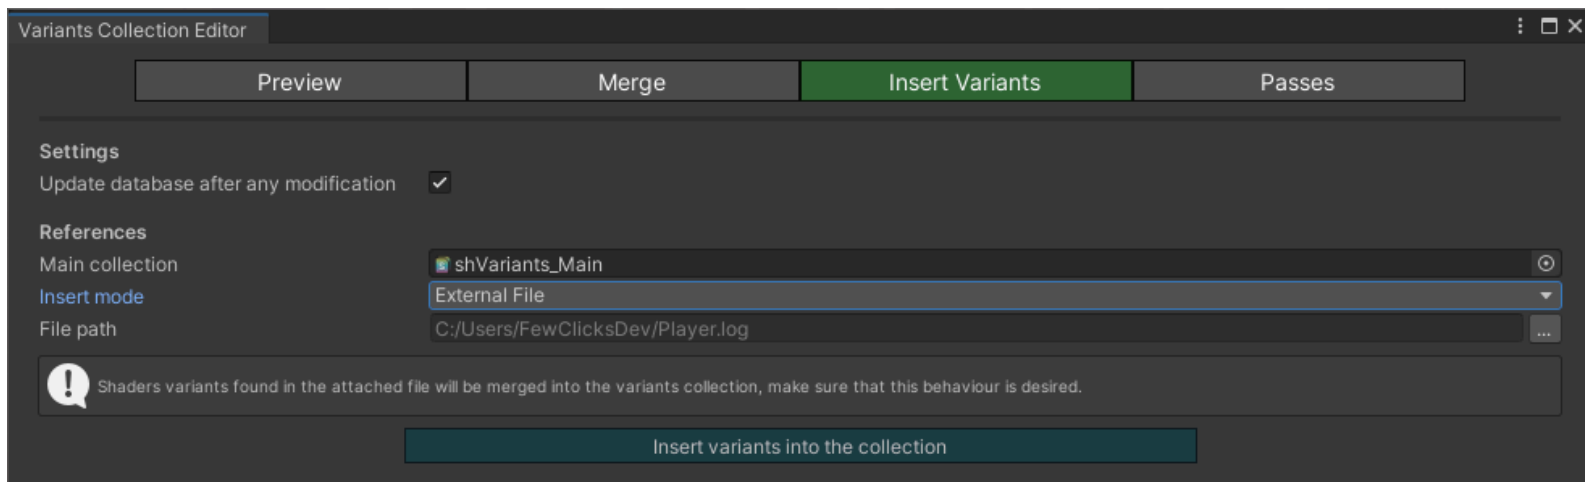 Variants Collection Editor
Preview Merge Insert Variants Passes
Settings
Update database after any modification
References
Main collection shVariants_Main
Insert mode External File
File path C:/Users/FewClicksDev/Player.log ...
Shaders variants found in the attached file will be merged into the variants collection, make sure that this behaviour is desired.
Insert variants into the collection